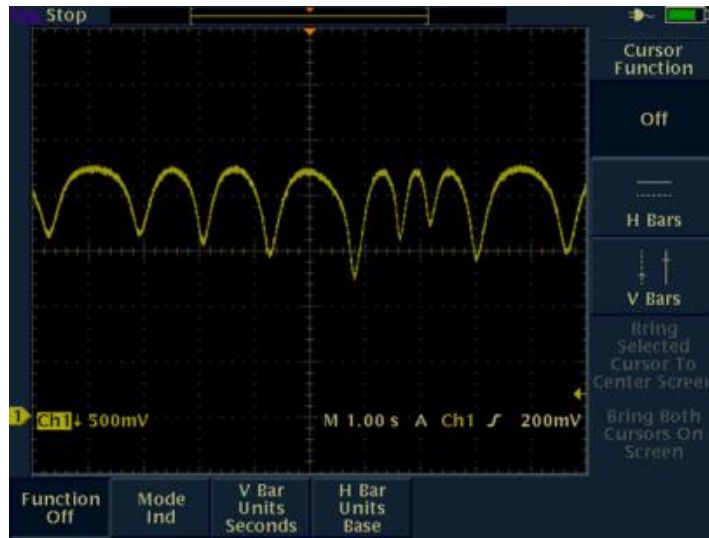 Stop
Cursor
Function
Off
H Bars
V Bars
Bring
Selected
Cursor To
Center Screen
Bring Both
Cursors On
Screen
1
Ch1↓ 500mV
M 1.00 s A Ch1 ƒ 200mV
Function
Off
Mode
Ind
V Bar
Units
Seconds
H Bar
Units
Base